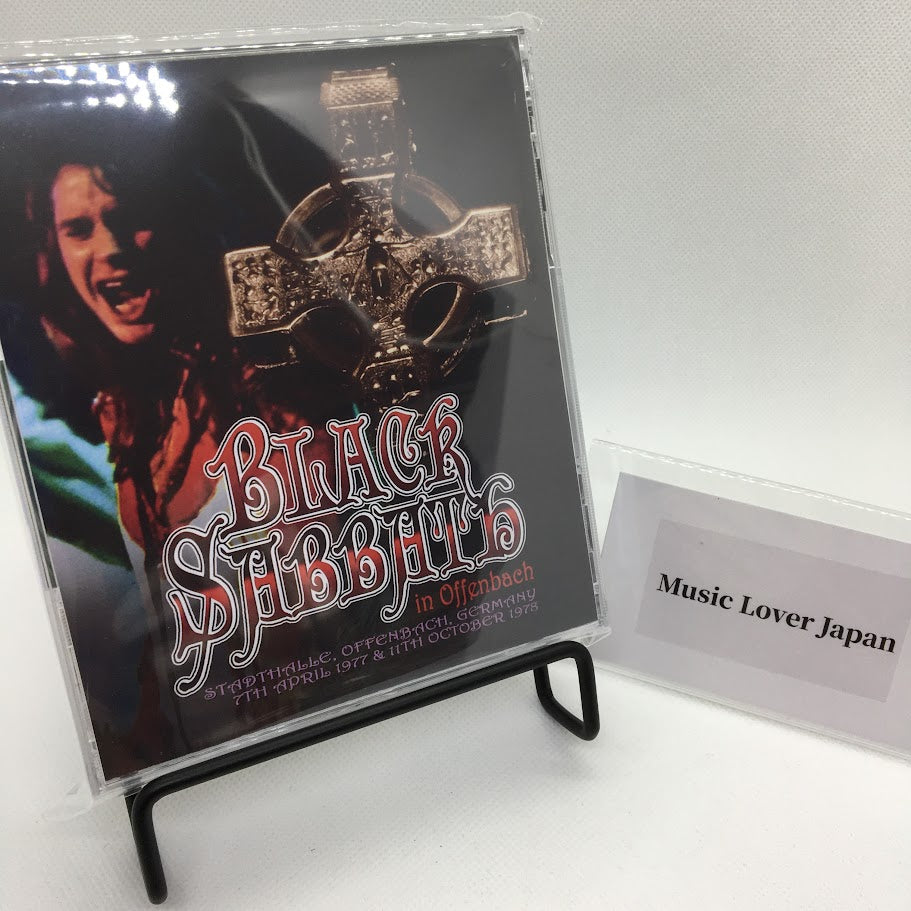 BLACK
SABBATH
in Offenbach
STADTHALLE, OFFENBACH, GERMANY
7TH APRIL 1977 & 11TH OCTOBER 1978
Music Lover Japan